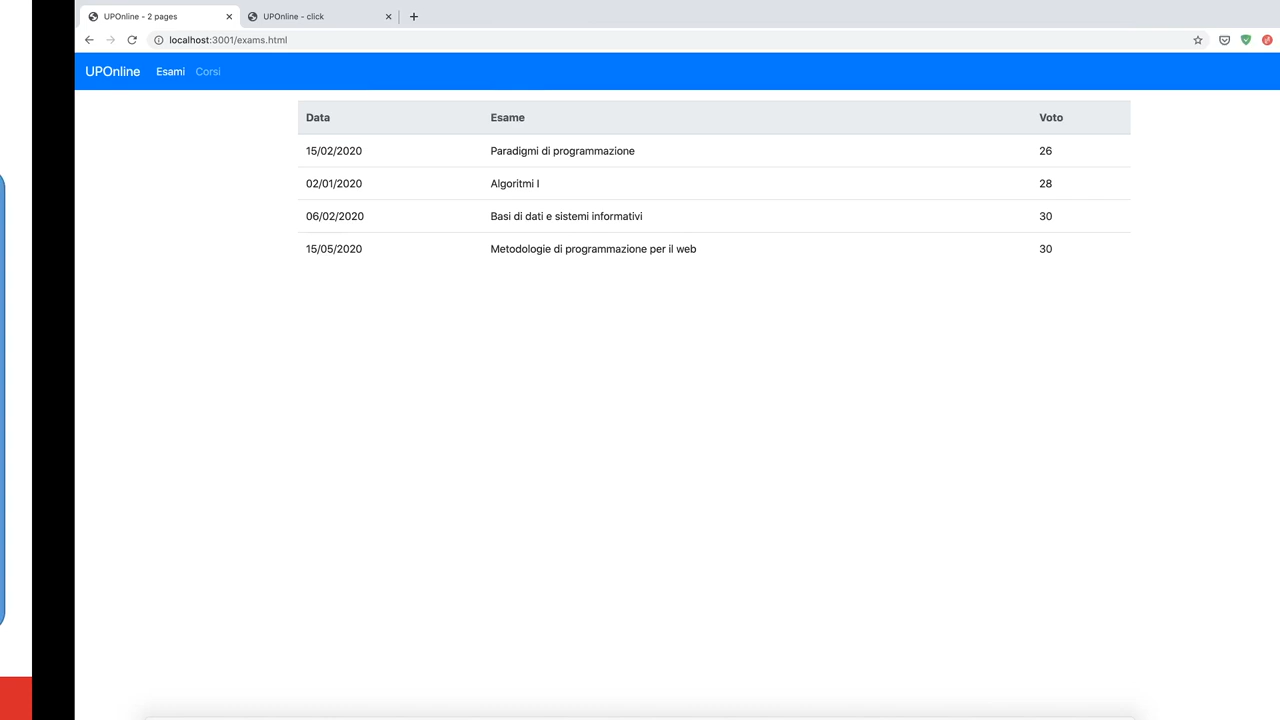 UPOnline - 2 pages
UPOnline - click
localhost:3001/exams.html
UPOnline Esami Corsi
Data Esame Voto
15/02/2020 Paradigmi di programmazione 26
02/01/2020 Algoritmi I 28
06/02/2020 Basi di dati e sistemi informativi 30
15/05/2020 Metodologie di programmazione per il web 30